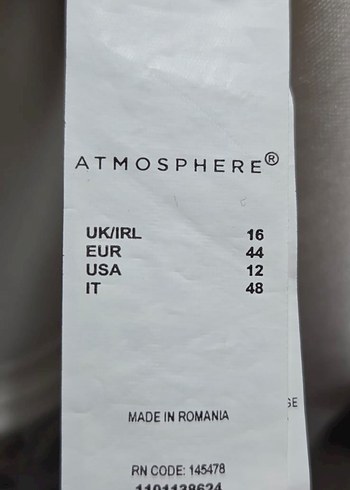 ATMOSPHERE®
UK/IRL 16
EUR 44
USA 12
IT 48
MADE IN ROMANIA
RN CODE: 145478